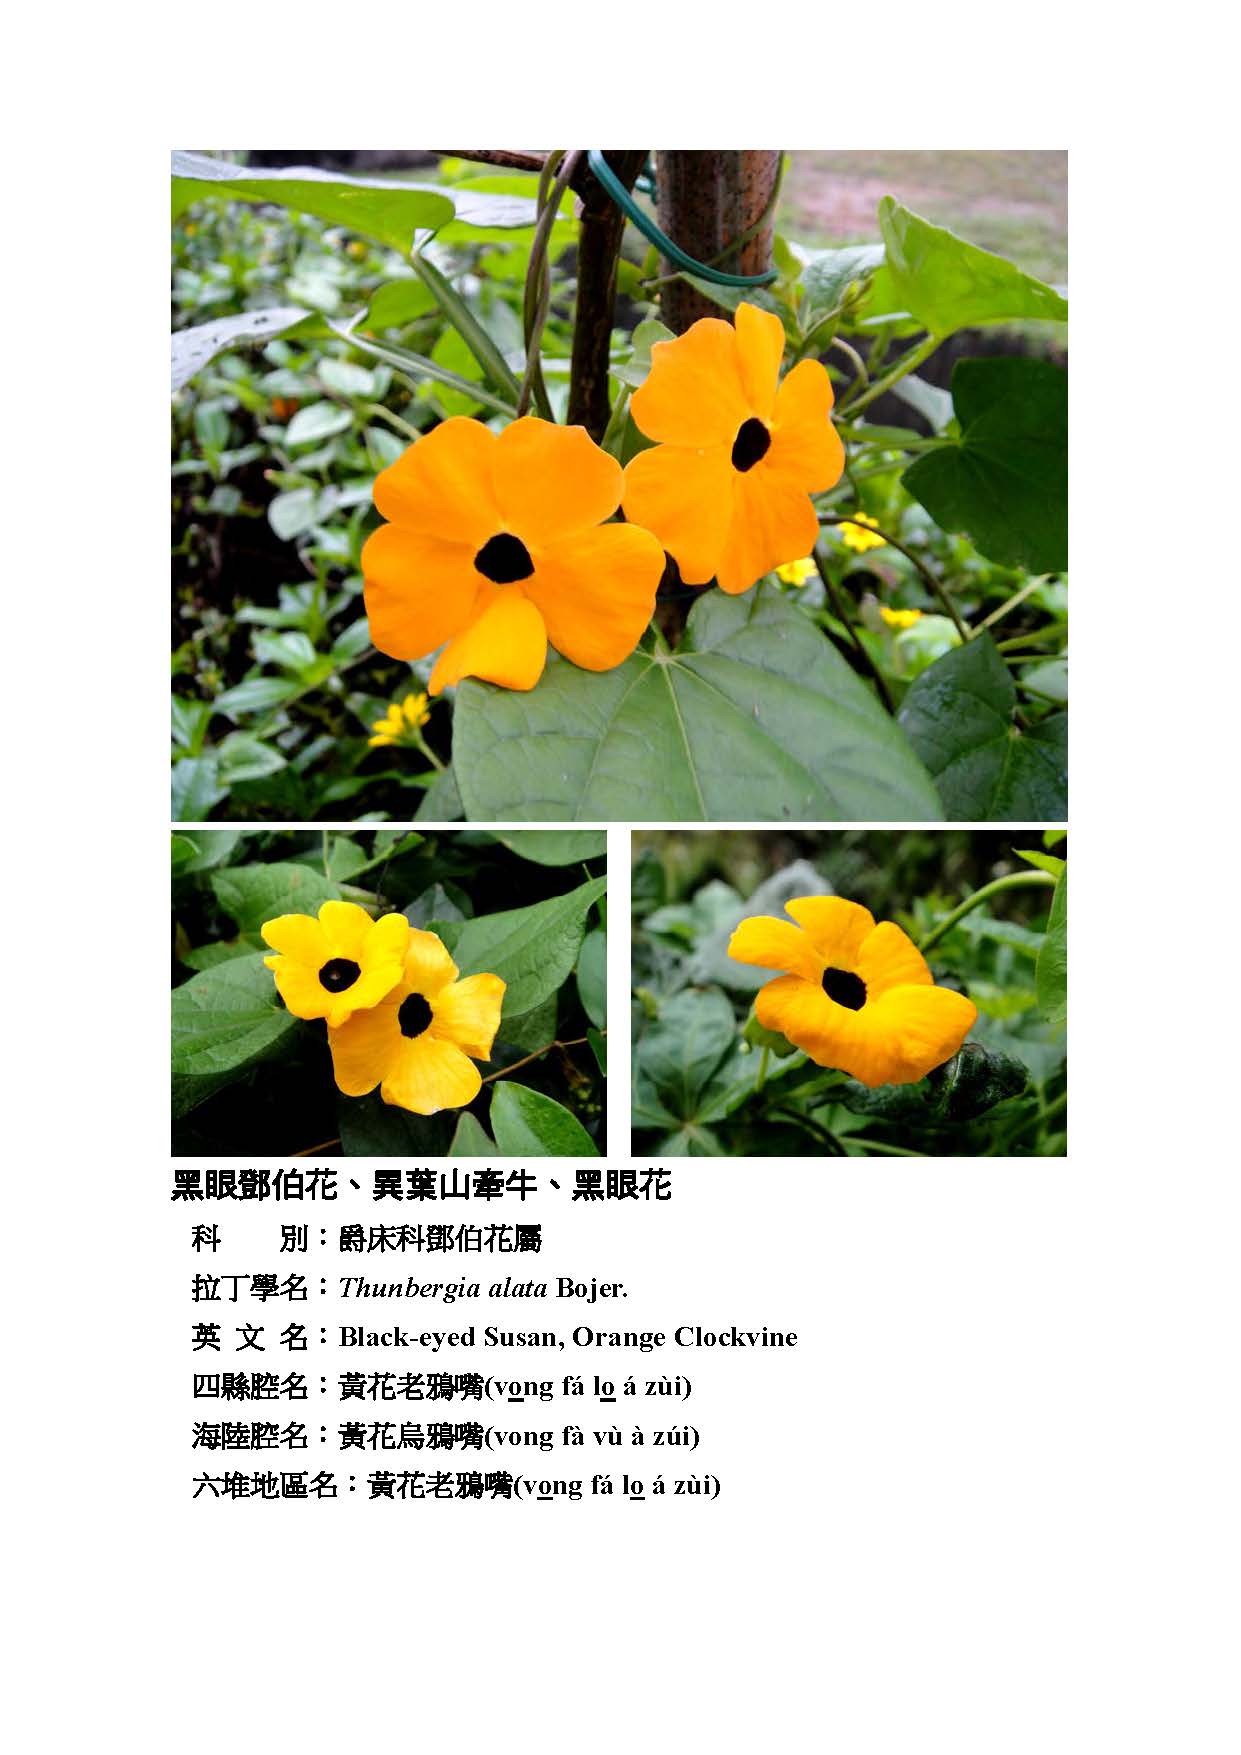 黑眼鄧伯花、異葉山牽牛、黑眼花
科　　別：爵床科鄧伯花屬
拉丁學名：Thunbergia alata Bojer.
英 文 名：Black-eyed Susan, Orange Clockvine
四縣腔名：黃花老鴉嘴(vong fá lo á zùi)
海陸腔名：黃花烏鴉嘴(vong fà vù à zúi)
六堆地區名：黃花老鴉嘴(vong fá lo á zùi)